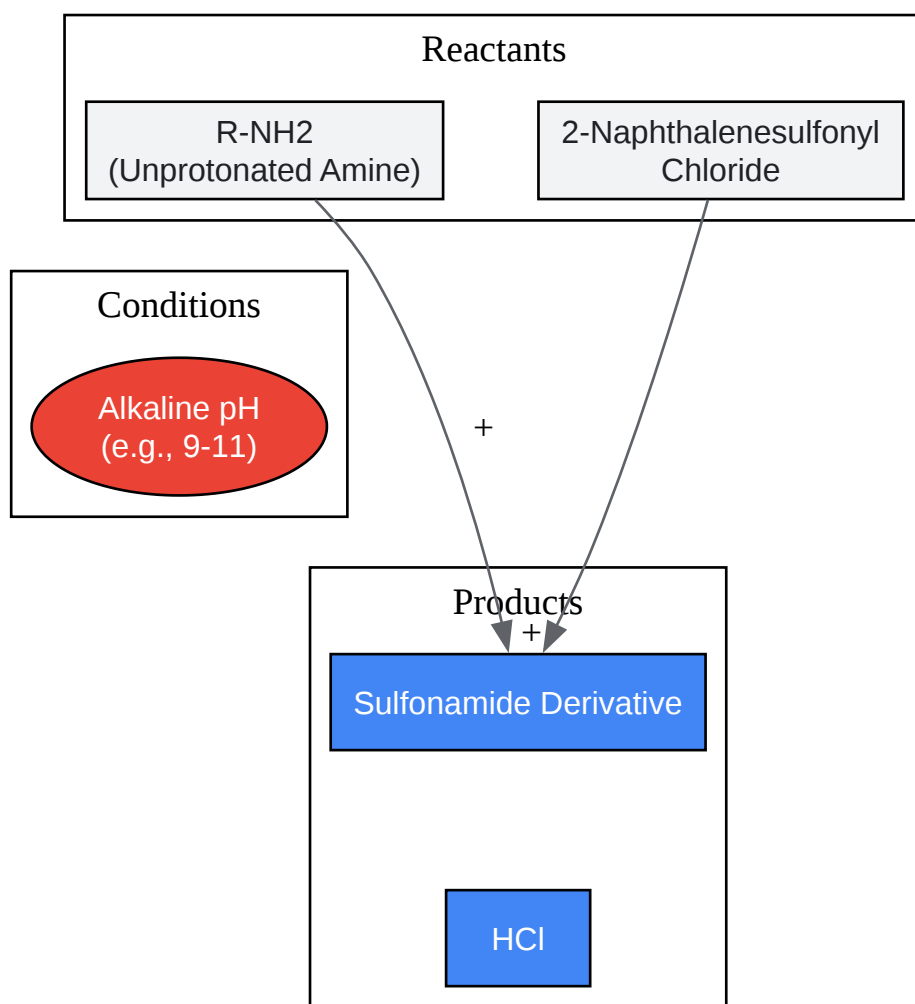 Reactants
R-NH2
(Unprotonated Amine)
2-Naphthalenesulfonyl
Chloride
Conditions
Alkaline pH
(e.g., 9-11)
+
Products
+
Sulfonamide Derivative
HCl